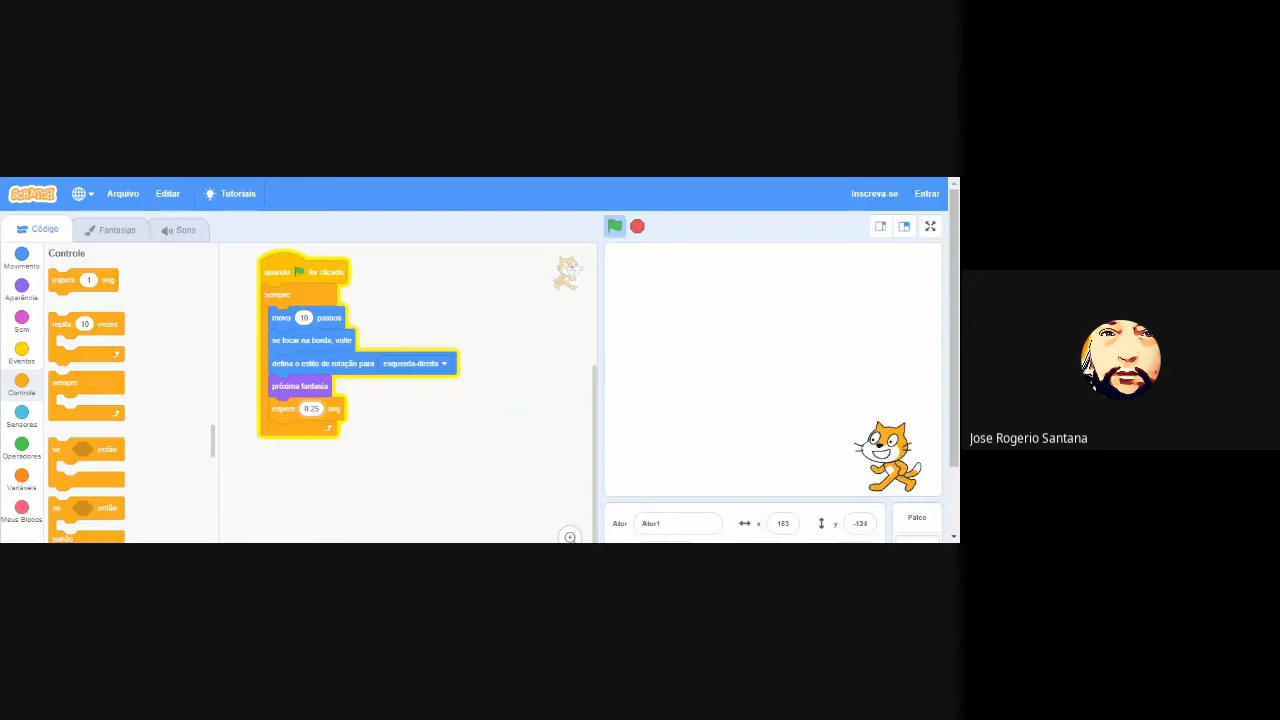 SCRATCH Arquivo Editar Tutoriais Inscreva-se Entrar
Código Fantasias Sons
Movimento
Aparência
Som
Eventos
Controle
Sensores
Operadores
Variáveis
Meus Blocos
Controle
espere 1 seg
repita 10 vezes
sempre
se então
se então
senão
quando for clicado
sempre
mova 10 passos
se tocar na borda, volte
defina o estilo de rotação para esquerda-direita
próxima fantasia
espere 0.25 seg
Ator Ator1 x 163 y -124
Palco
Jose Rogerio Santana